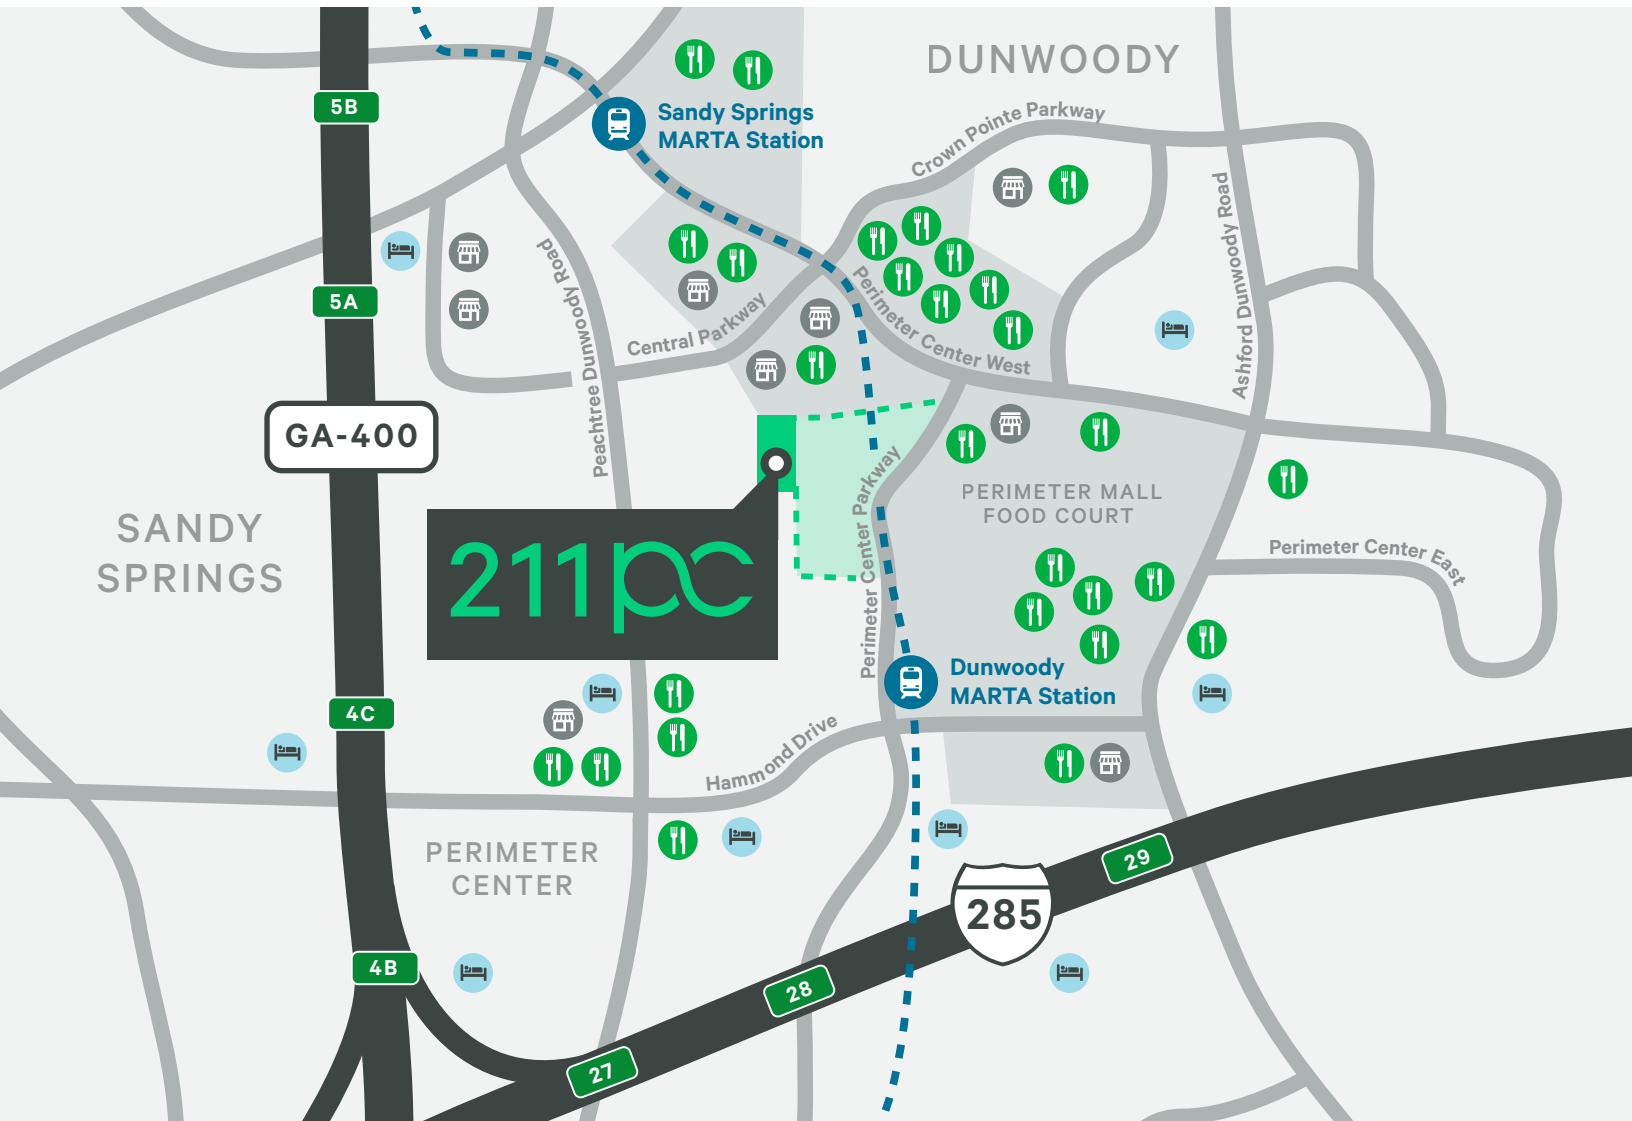 DUNWOODY
5B
Sandy Springs
MARTA Station
Crown Pointe Parkway
Ashford Dunwoody Road
Peachtree Dunwoody Road
5A
Central Parkway
Perimeter Center West
GA-400
PERIMETER MALL
FOOD COURT
SANDY
SPRINGS
211pc
Perimeter Center Parkway
Perimeter Center East
Dunwoody
MARTA Station
4C
Hammond Drive
PERIMETER
CENTER
29
285
4B
28
27